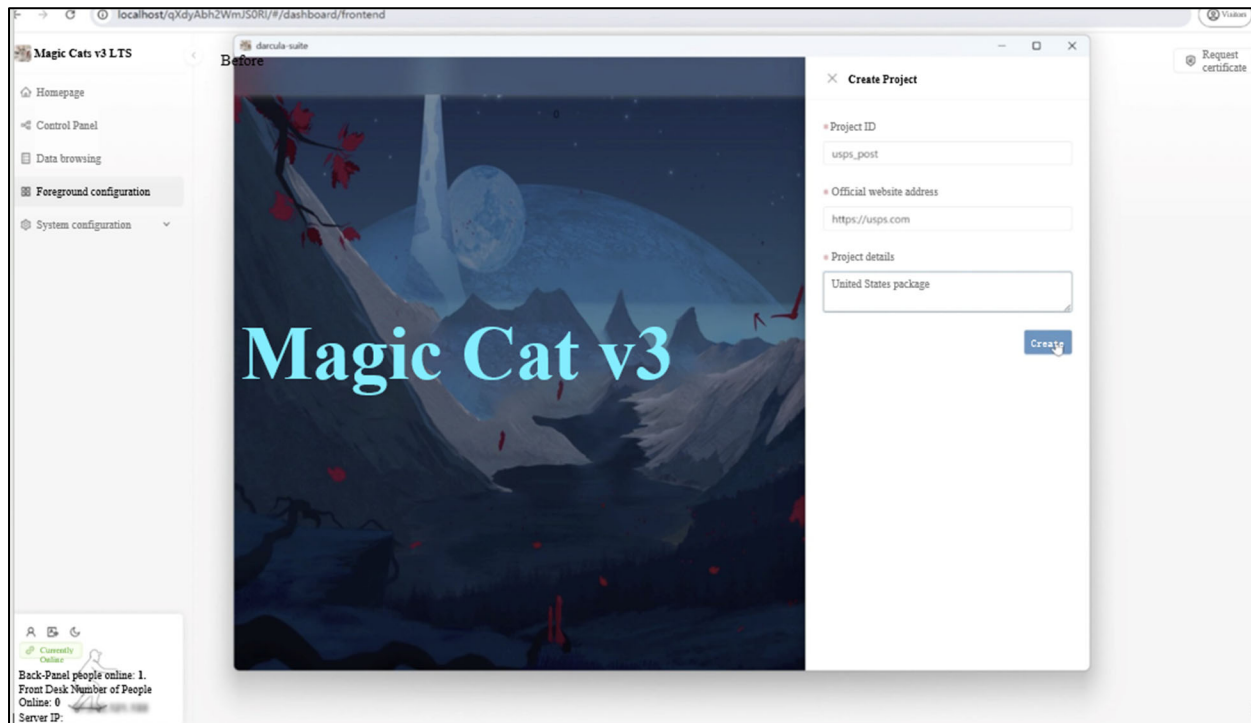 localhost/qXdyAbh2WmJS0RI/#/dashboard/frontend
Visitors
Magic Cats v3 LTS
Homepage
Control Panel
Data browsing
Foreground configuration
System configuration
darcula-suite
Before
0
Magic Cat v3
Create Project
* Project ID
usps_post
* Official website address
https://usps.com
* Project details
United States package
Create
Request
certificate
Currently
Online
Back-Panel people online: 1.
Front Desk Number of People
Online: 0
Server IP: